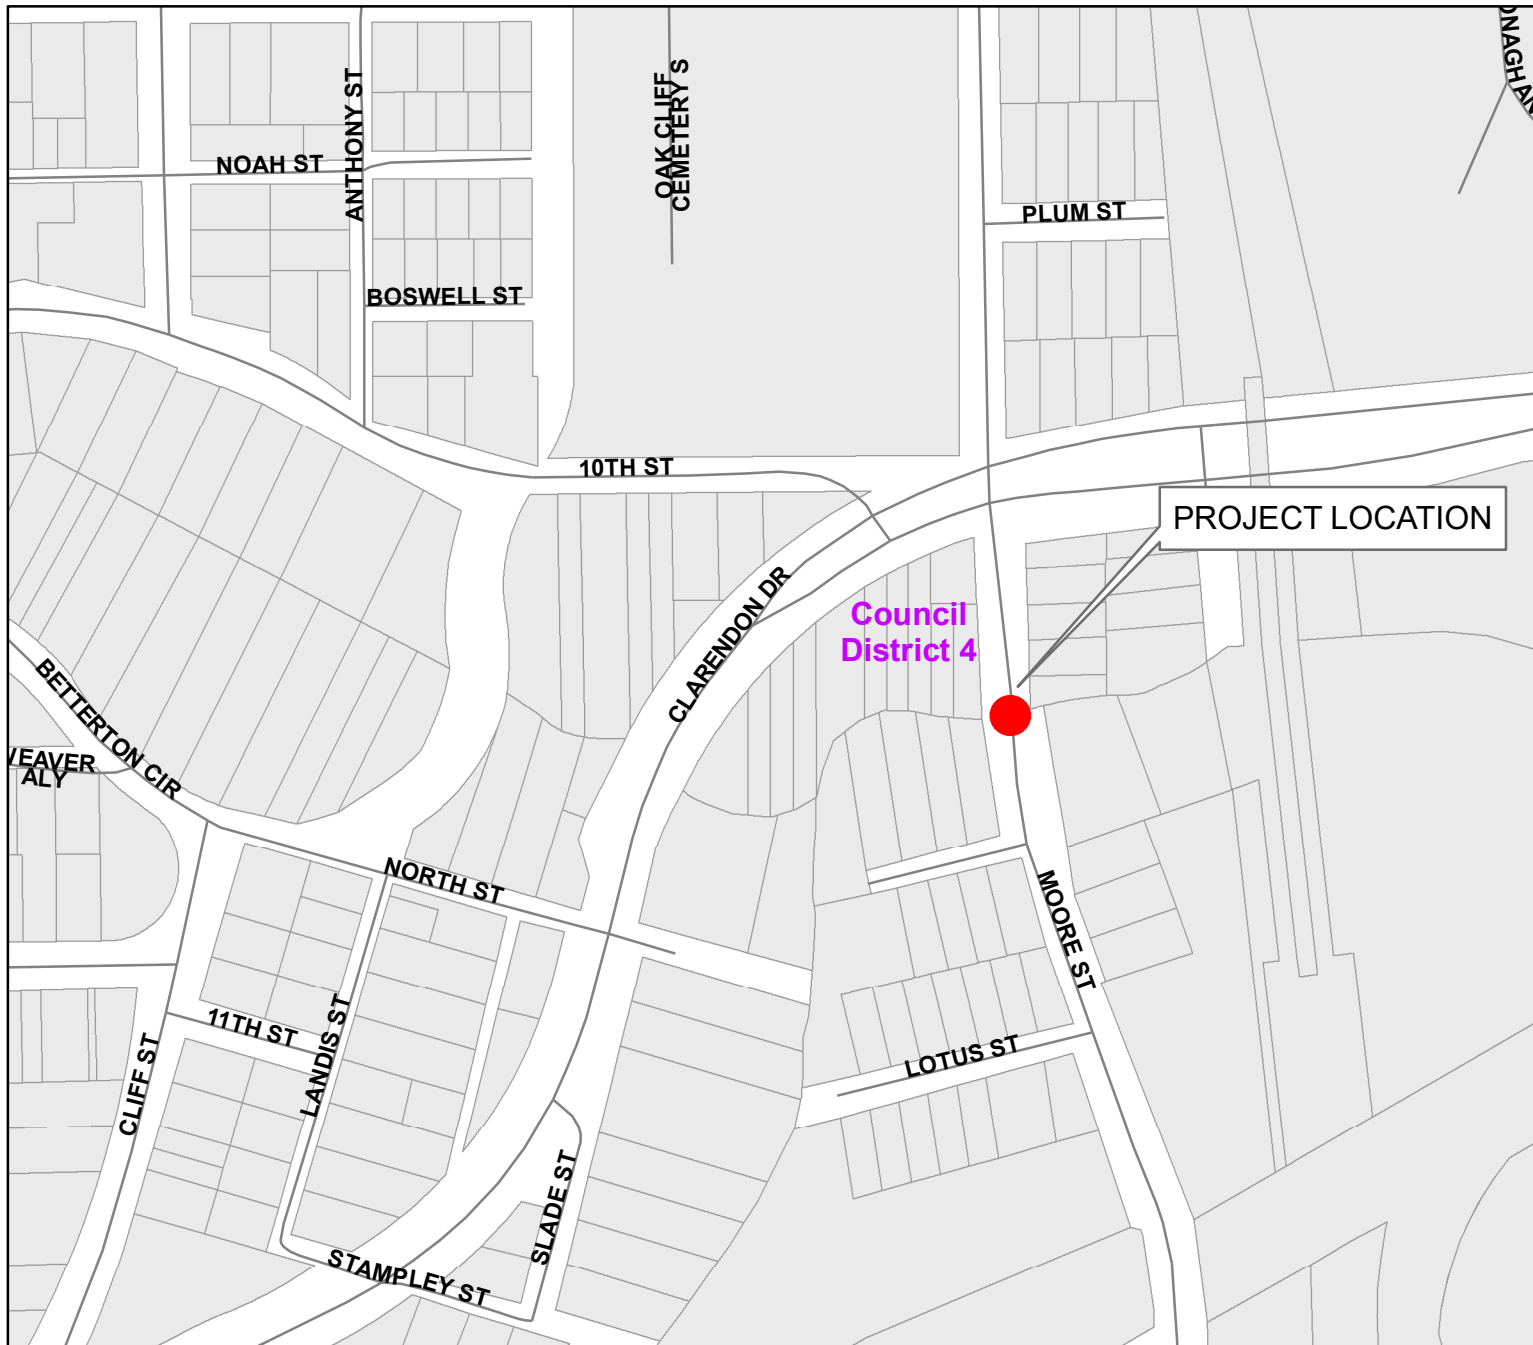 ONAGHAN
ANTHONY ST
OAK CLIFF
CEMETERY S
NOAH ST
PLUM ST
BOSWELL ST
10TH ST
PROJECT LOCATION
CLARENDON DR
Council
District 4
BETTERTON CIR
WEAVER
ALY
NORTH ST
MOORE ST
11TH ST
LANDIS ST
CLIFF ST
LOTUS ST
SLADE ST
STAMPLEY ST